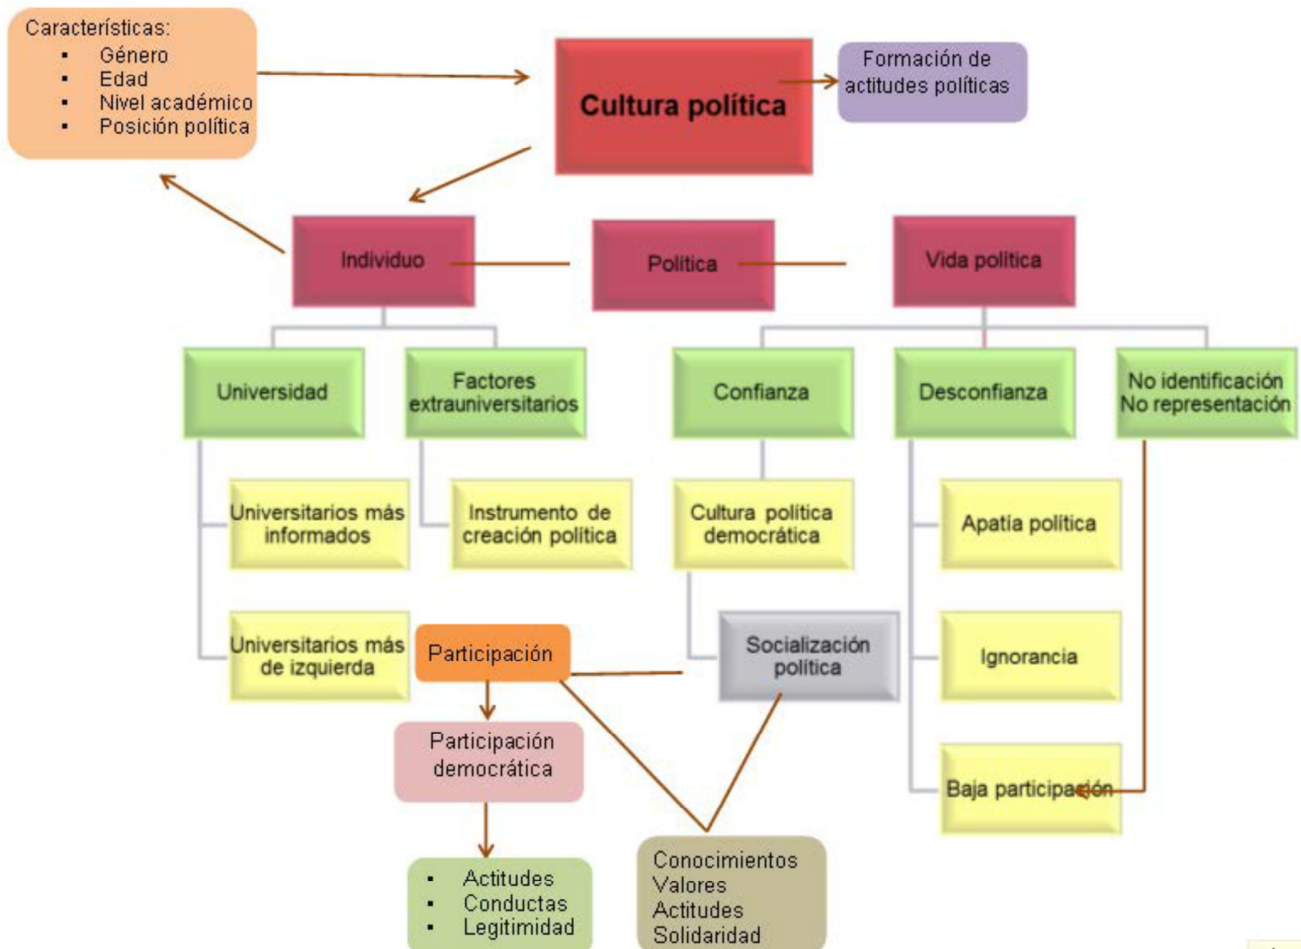 Características:
▪ Género
▪ Edad
▪ Nivel académico
▪ Posición política
Cultura política
Formación de
actitudes políticas
Individuo
Política
Vida política
Universidad
Factores
extrauniversitarios
Confianza
Desconfianza
No identificación
No representación
Universitarios más
informados
Instrumento de
creación política
Cultura política
democrática
Apatía política
Universitarios más
de izquierda
Participación
Socialización
política
Ignorancia
Participación
democrática
Baja participación
▪ Actitudes
▪ Conductas
▪ Legitimidad
Conocimientos
Valores
Actitudes
Solidaridad